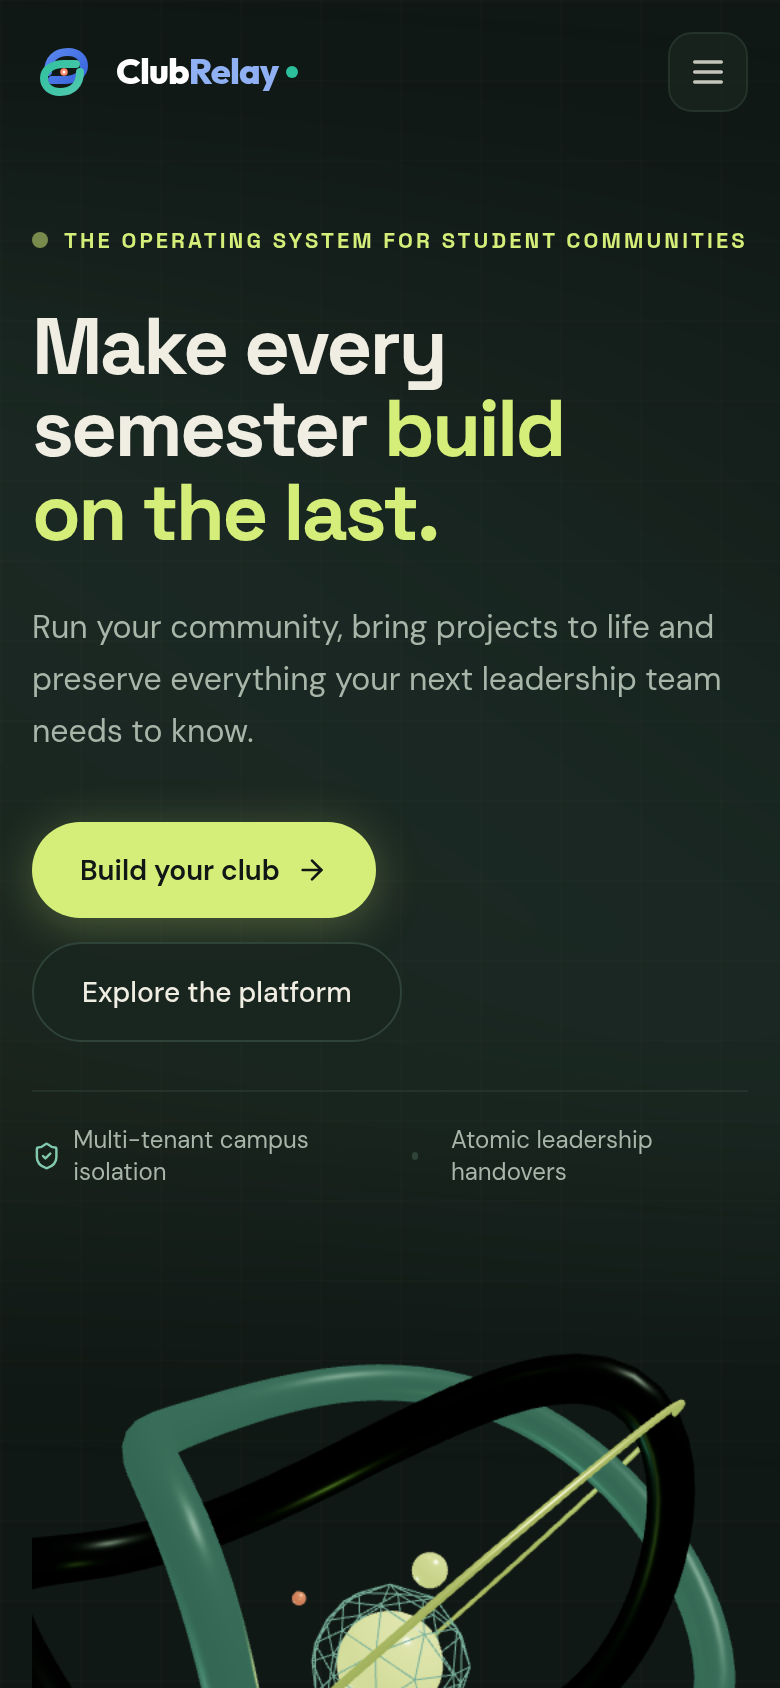 ClubRelay
THE OPERATING SYSTEM FOR STUDENT COMMUNITIES
Make every
semester build
on the last.
Run your community, bring projects to life and
preserve everything your next leadership team
needs to know.
Build your club
Explore the platform
Multi-tenant campus
isolation
Atomic leadership
handovers